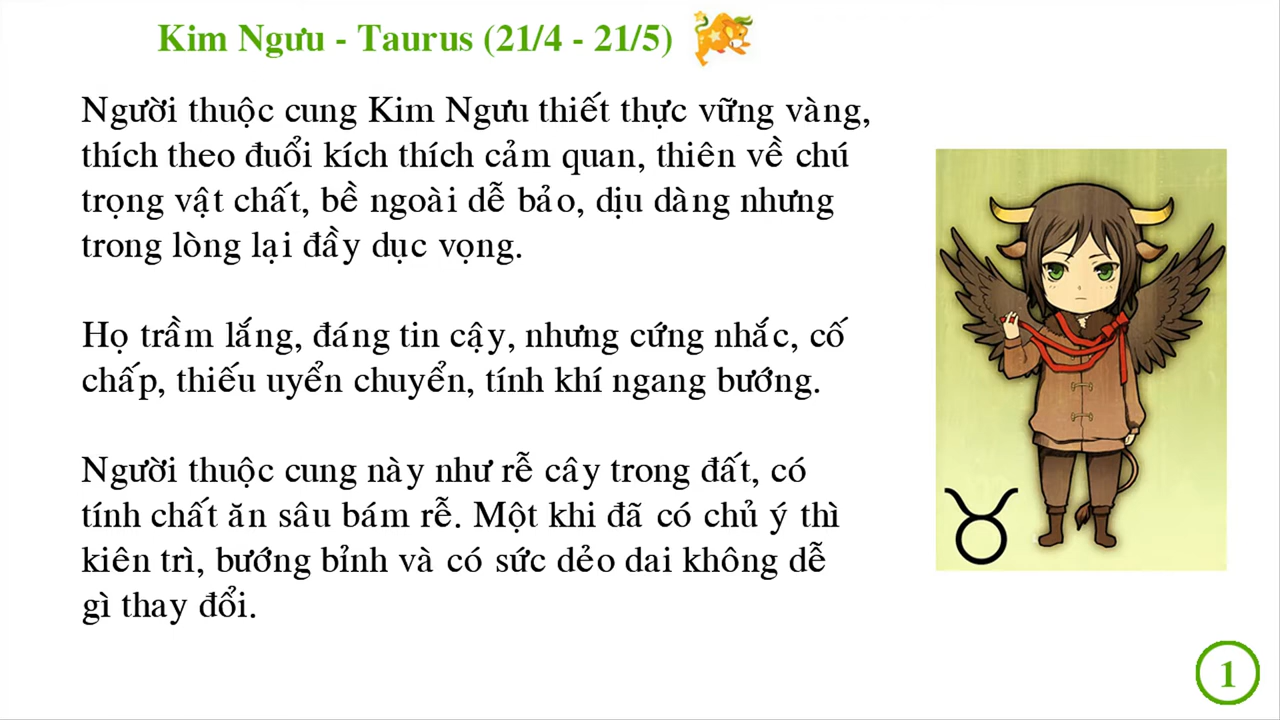 Kim Ngưu - Taurus (21/4 - 21/5)
Người thuộc cung Kim Ngưu thiết thực vững vàng,
thích theo đuổi kích thích cảm quan, thiên về chú
trọng vật chất, bề ngoài dễ bảo, dịu dàng nhưng
trong lòng lại đầy dục vọng.
Họ trầm lắng, đáng tin cậy, nhưng cứng nhắc, cố
chấp, thiếu uyển chuyển, tính khí ngang bướng.
Người thuộc cung này như rễ cây trong đất, có
tính chất ăn sâu bám rễ. Một khi đã có chủ ý thì
kiên trì, bướng bỉnh và có sức dẻo dai không dễ
gì thay đổi.
1